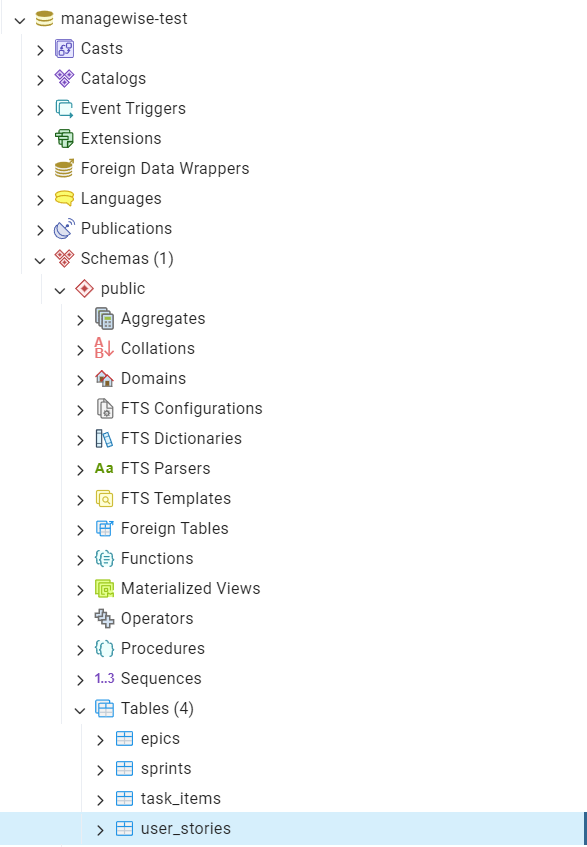 managewise-test
Casts
Catalogs
Event Triggers
Extensions
Foreign Data Wrappers
Languages
Publications
Schemas (1)
public
Aggregates
Collations
Domains
FTS Configurations
FTS Dictionaries
Aa FTS Parsers
FTS Templates
Foreign Tables
Functions
Materialized Views
Operators
Procedures
1..3 Sequences
Tables (4)
epics
sprints
task_items
user_stories